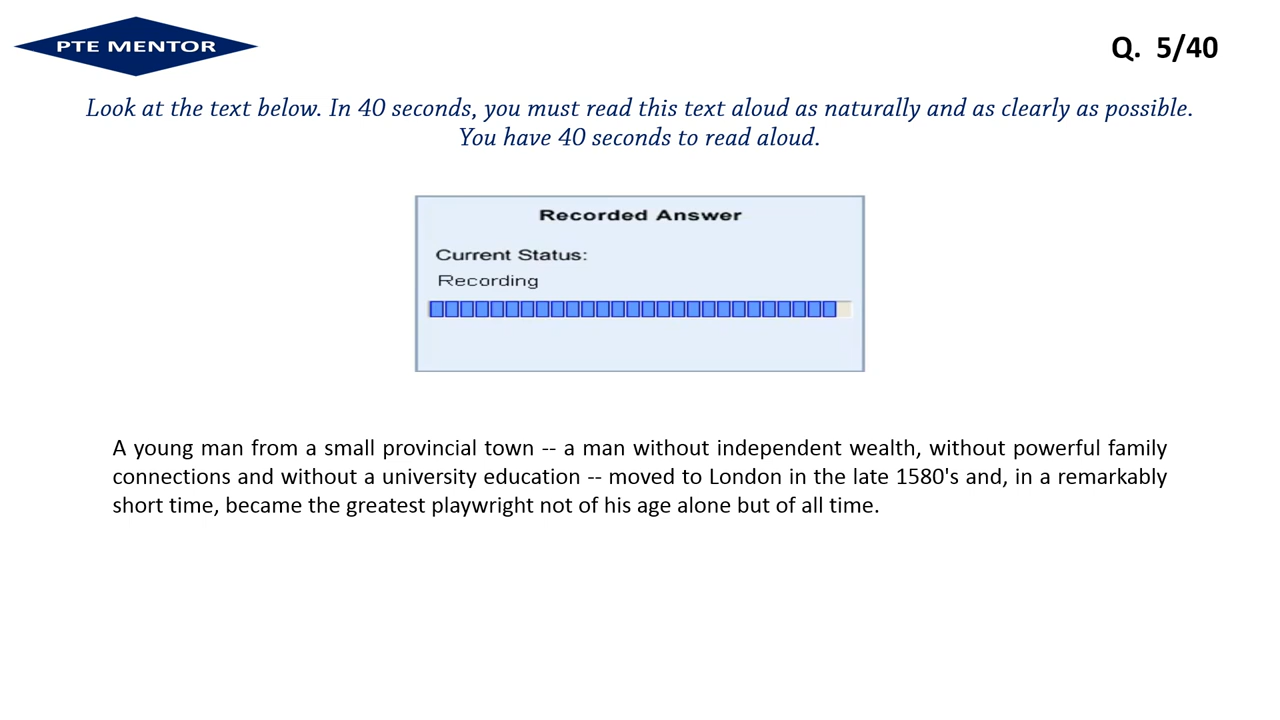 PTE MENTOR
Q. 5/40
Look at the text below. In 40 seconds, you must read this text aloud as naturally and as clearly as possible.
You have 40 seconds to read aloud.
Recorded Answer
Current Status:
Recording
A young man from a small provincial town -- a man without independent wealth, without powerful family
connections and without a university education -- moved to London in the late 1580's and, in a remarkably
short time, became the greatest playwright not of his age alone but of all time.